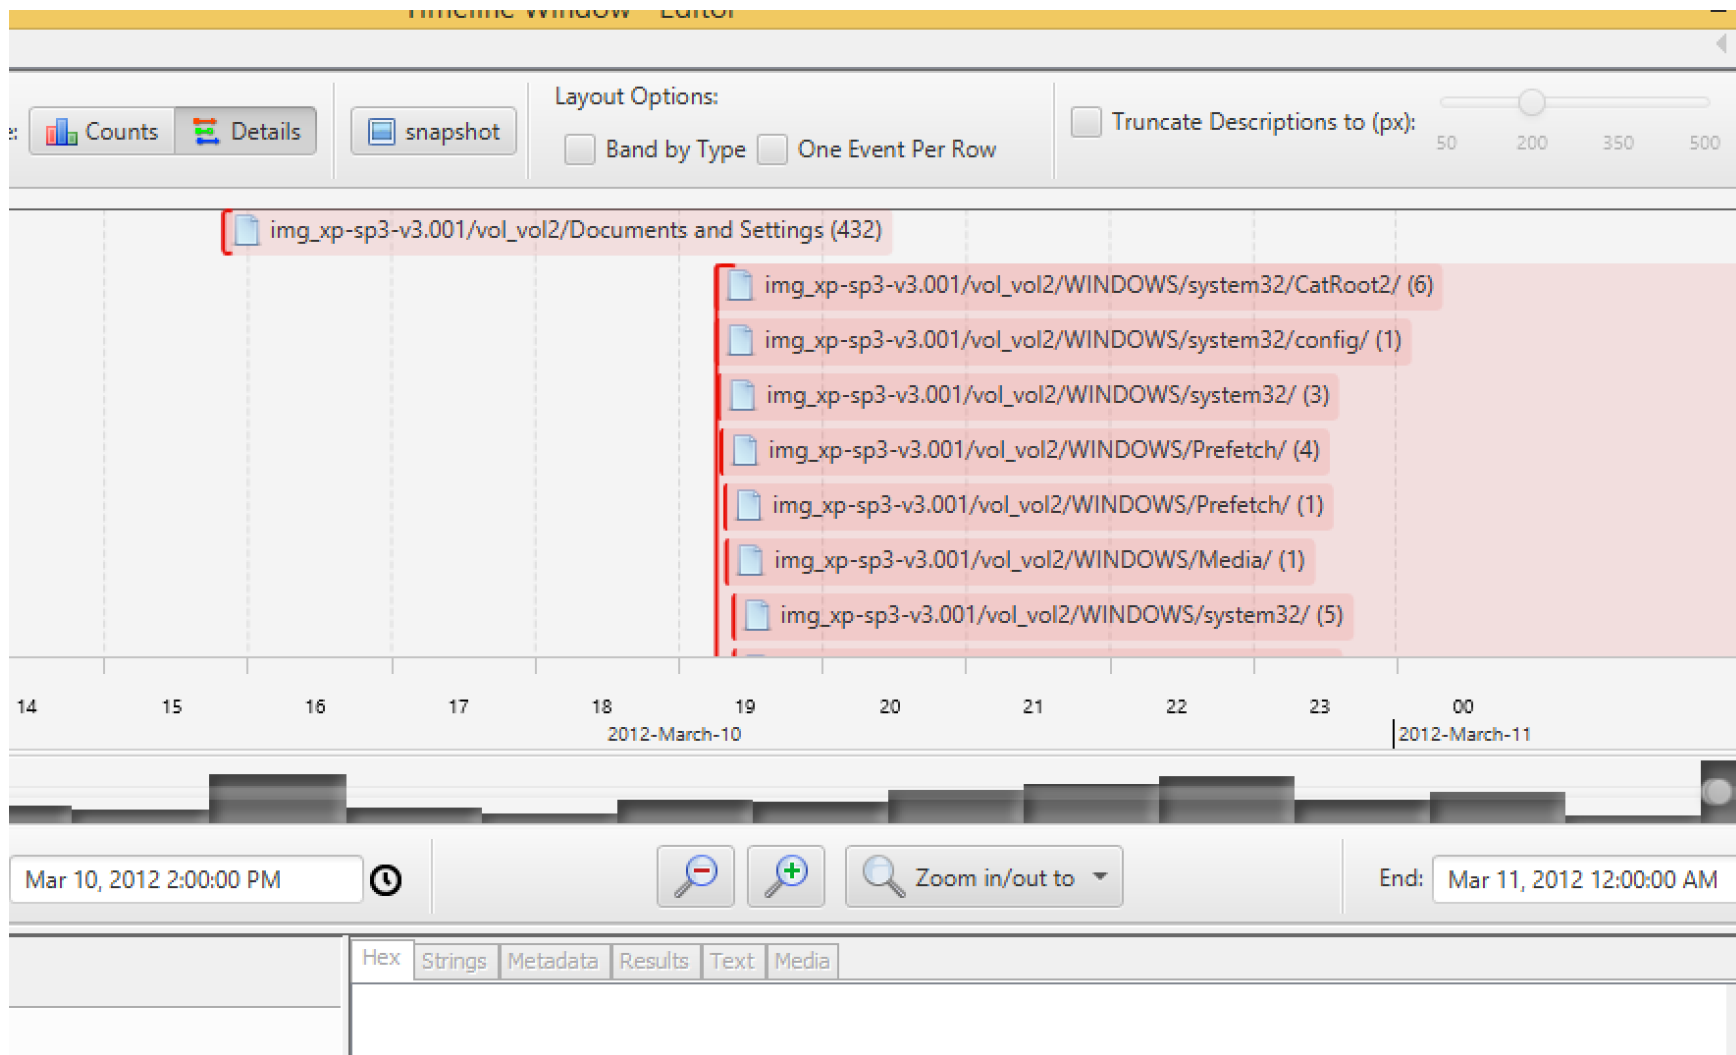 Timeline Window - Editor
e:
Counts
Details
snapshot
Layout Options:
Band by Type
One Event Per Row
Truncate Descriptions to (px):
50 200 350 500
img_xp-sp3-v3.001/vol_vol2/Documents and Settings (432)
img_xp-sp3-v3.001/vol_vol2/WINDOWS/system32/CatRoot2/ (6)
img_xp-sp3-v3.001/vol_vol2/WINDOWS/system32/config/ (1)
img_xp-sp3-v3.001/vol_vol2/WINDOWS/system32/ (3)
img_xp-sp3-v3.001/vol_vol2/WINDOWS/Prefetch/ (4)
img_xp-sp3-v3.001/vol_vol2/WINDOWS/Prefetch/ (1)
img_xp-sp3-v3.001/vol_vol2/WINDOWS/Media/ (1)
img_xp-sp3-v3.001/vol_vol2/WINDOWS/system32/ (5)
14 15 16 17 18 19 20 21 22 23 00
2012-March-10 2012-March-11
Mar 10, 2012 2:00:00 PM
Zoom in/out to
End: Mar 11, 2012 12:00:00 AM
Hex Strings Metadata Results Text Media